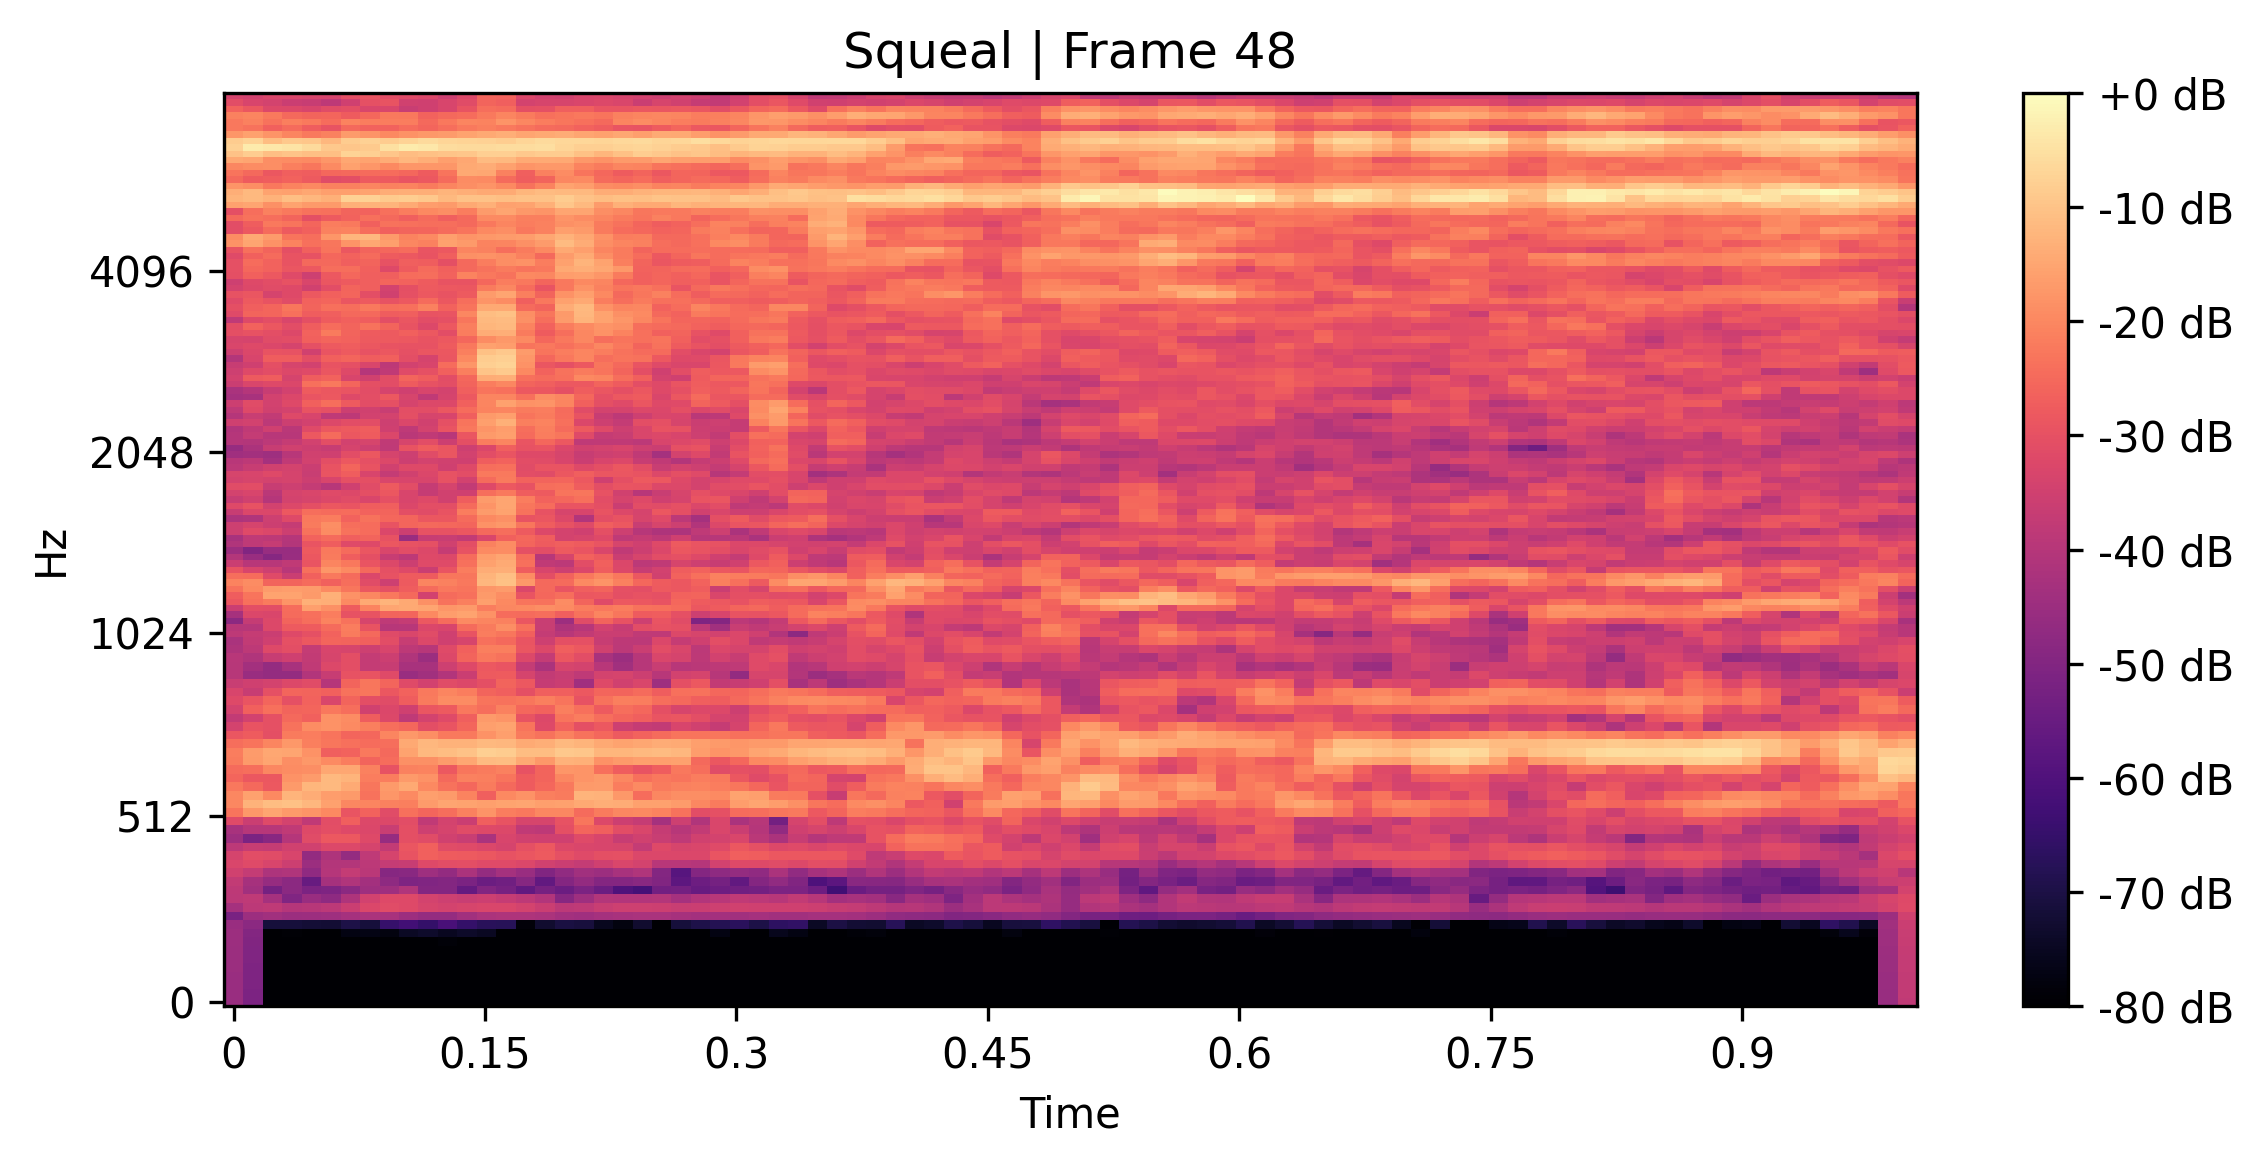 Squeal | Frame 48
Hz
4096
2048
1024
512
0
0 0.15 0.3 0.45 0.6 0.75 0.9
Time
+0 dB
-10 dB
-20 dB
-30 dB
-40 dB
-50 dB
-60 dB
-70 dB
-80 dB